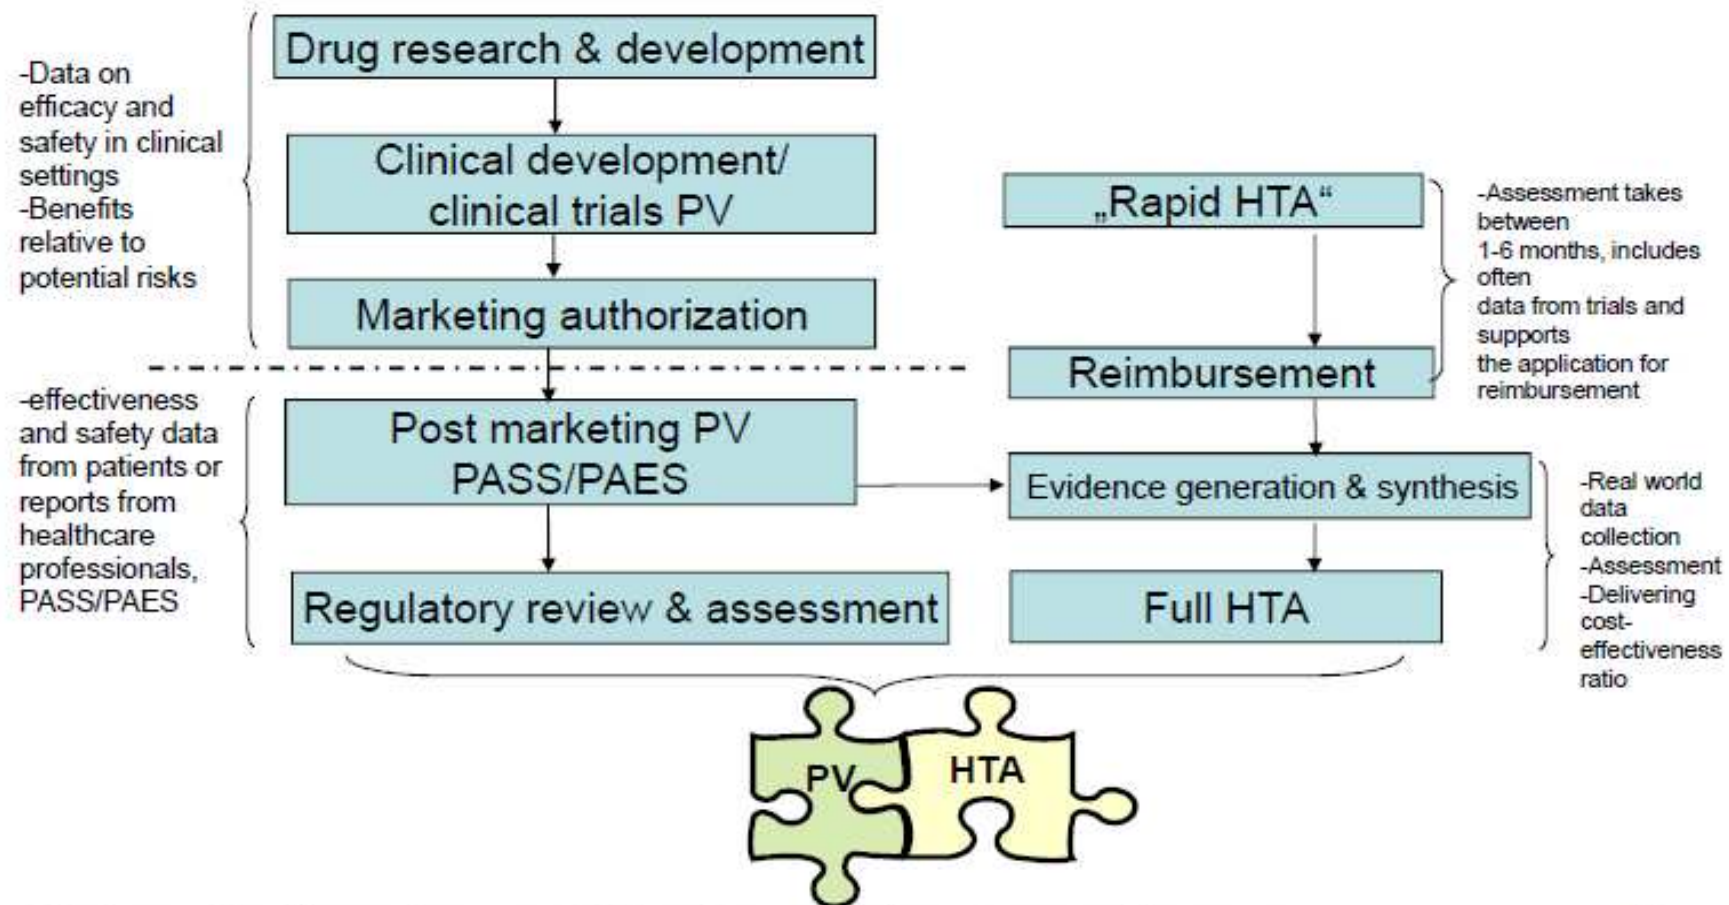 Drug research & development
-Data on
efficacy and
safety in clinical
settings
-Benefits
relative to
potential risks
Clinical development/
clinical trials PV
Marketing authorization
„Rapid HTA“
-Assessment takes
between
1-6 months, includes
often
data from trials and
supports
the application for
reimbursement
Reimbursement
-effectiveness
and safety data
from patients or
reports from
healthcare
professionals,
PASS/PAES
Post marketing PV
PASS/PAES
Evidence generation & synthesis
-Real world
data
collection
-Assessment
-Delivering
cost-
effectiveness
ratio
Regulatory review & assessment
Full HTA
PV
HTA